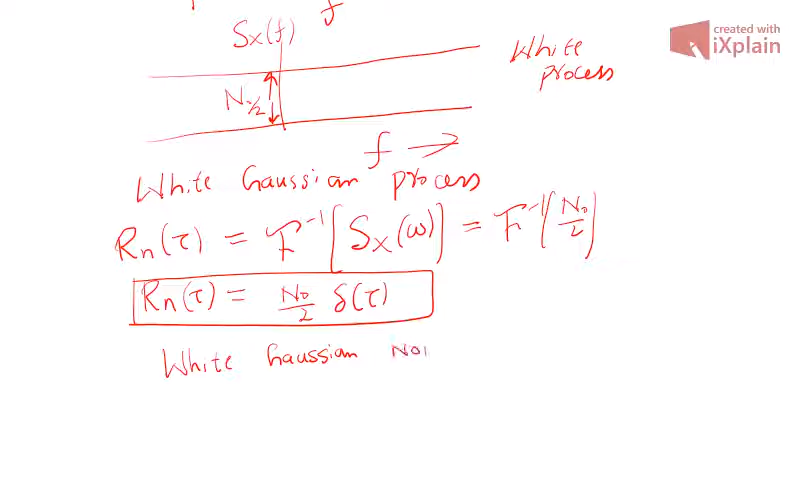 created with
iXplain
f
Sx(f)
White
process
N₀/2
f →
White Gaussian process
Rn(τ) = F⁻¹[Sx(ω)] = F⁻¹[N₀/2]
Rn(τ) = N₀/2 δ(τ)
White Gaussian NOI